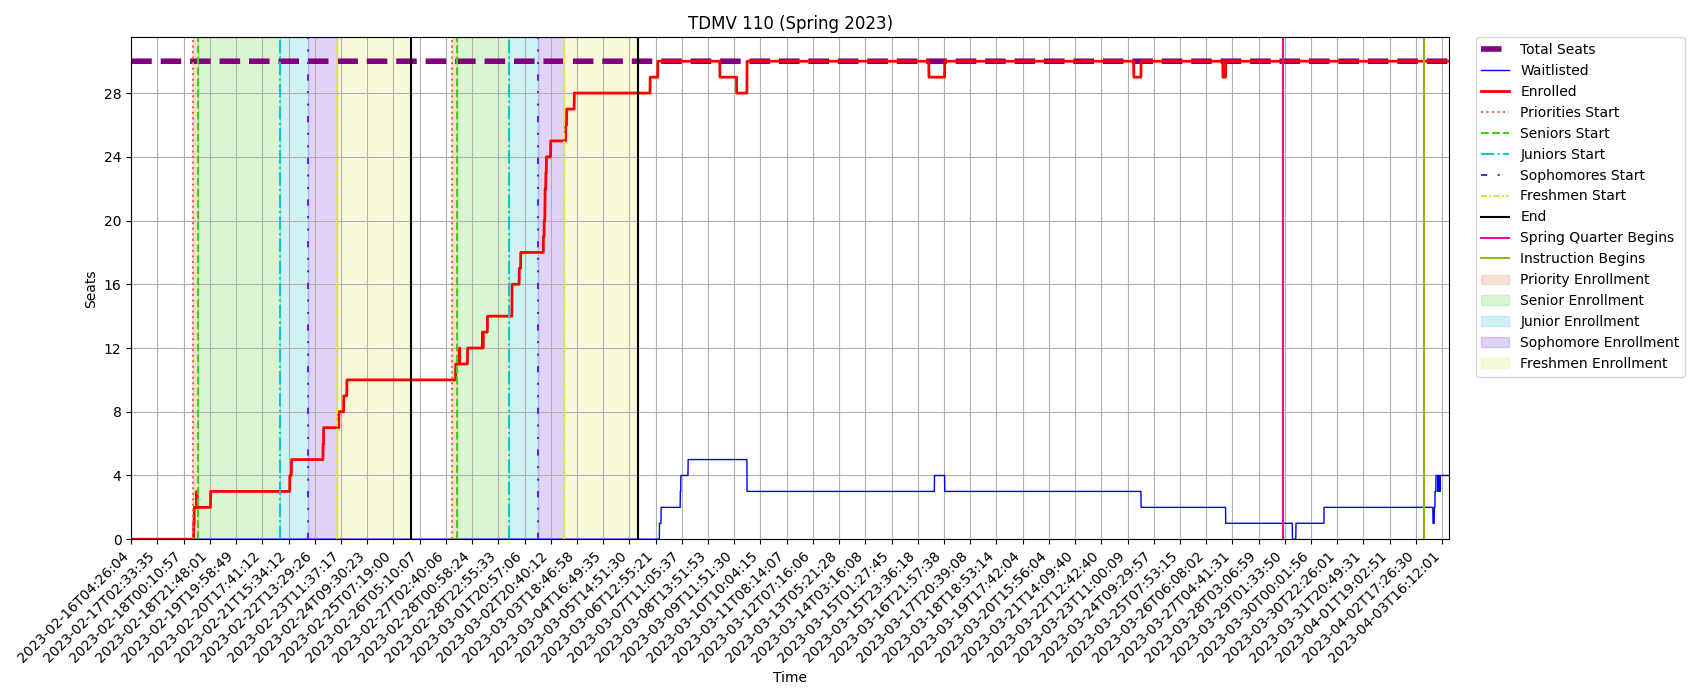 TDMV 110 (Spring 2023)
Seats
28
24
20
16
12
8
4
0
2023-02-16T04:26:04
2023-02-17T02:33:35
2023-02-18T00:10:57
2023-02-18T21:48:01
2023-02-19T19:58:49
2023-02-20T17:41:12
2023-02-21T15:34:12
2023-02-22T13:29:26
2023-02-23T11:37:17
2023-02-24T09:30:23
2023-02-25T07:19:00
2023-02-26T05:10:07
2023-02-27T02:40:06
2023-02-28T00:58:24
2023-02-28T22:55:33
2023-03-01T20:57:06
2023-03-02T20:40:12
2023-03-03T18:46:58
2023-03-04T16:49:35
2023-03-05T14:51:30
2023-03-06T12:55:21
2023-03-07T11:05:37
2023-03-08T13:51:53
2023-03-09T11:51:30
2023-03-10T10:04:15
2023-03-11T08:14:07
2023-03-12T07:16:06
2023-03-13T05:21:28
2023-03-14T03:16:08
2023-03-15T01:27:45
2023-03-15T23:36:18
2023-03-16T21:57:38
2023-03-17T20:39:08
2023-03-18T18:53:14
2023-03-19T17:42:04
2023-03-20T15:56:04
2023-03-21T14:09:40
2023-03-22T12:42:40
2023-03-23T11:00:09
2023-03-24T09:29:57
2023-03-25T07:53:15
2023-03-26T06:08:02
2023-03-27T04:41:31
2023-03-28T03:06:59
2023-03-29T01:33:50
2023-03-30T00:01:56
2023-03-30T22:26:01
2023-03-31T20:49:31
2023-04-01T19:02:51
2023-04-02T17:26:30
2023-04-03T16:12:01
Time
Total Seats
Waitlisted
Enrolled
Priorities Start
Seniors Start
Juniors Start
Sophomores Start
Freshmen Start
End
Spring Quarter Begins
Instruction Begins
Priority Enrollment
Senior Enrollment
Junior Enrollment
Sophomore Enrollment
Freshmen Enrollment